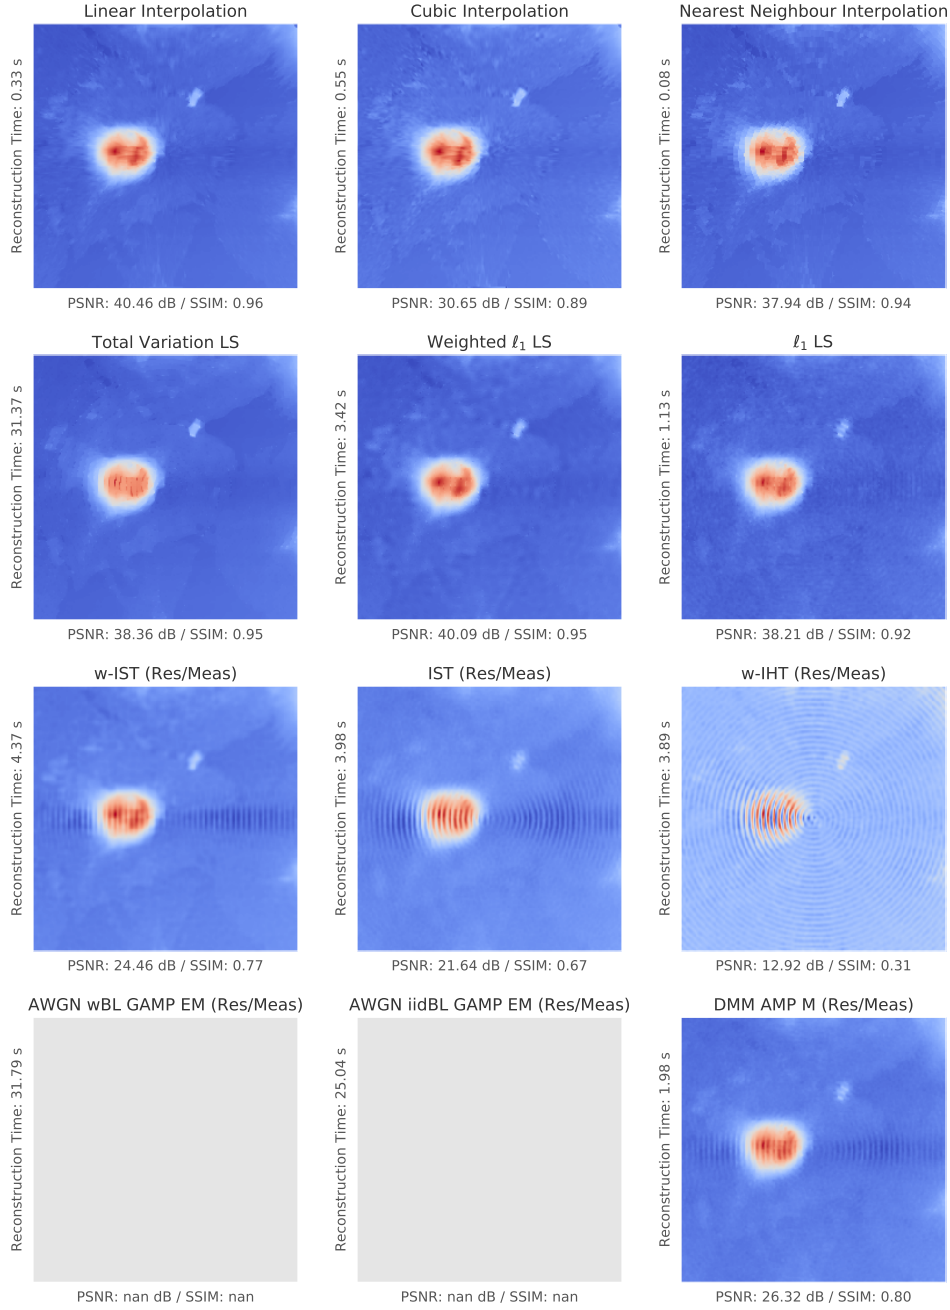 Linear Interpolation
Cubic Interpolation
Nearest Neighbour Interpolation
Reconstruction Time: 0.33 s
Reconstruction Time: 0.55 s
Reconstruction Time: 0.08 s
PSNR: 40.46 dB / SSIM: 0.96
PSNR: 30.65 dB / SSIM: 0.89
PSNR: 37.94 dB / SSIM: 0.94
Total Variation LS
Weighted ℓ₁ LS
ℓ₁ LS
Reconstruction Time: 31.37 s
Reconstruction Time: 3.42 s
Reconstruction Time: 1.13 s
PSNR: 38.36 dB / SSIM: 0.95
PSNR: 40.09 dB / SSIM: 0.95
PSNR: 38.21 dB / SSIM: 0.92
w-IST (Res/Meas)
IST (Res/Meas)
w-IHT (Res/Meas)
Reconstruction Time: 4.37 s
Reconstruction Time: 3.98 s
Reconstruction Time: 3.89 s
PSNR: 24.46 dB / SSIM: 0.77
PSNR: 21.64 dB / SSIM: 0.67
PSNR: 12.92 dB / SSIM: 0.31
AWGN wBL GAMP EM (Res/Meas)
AWGN iidBL GAMP EM (Res/Meas)
DMM AMP M (Res/Meas)
Reconstruction Time: 31.79 s
Reconstruction Time: 25.04 s
Reconstruction Time: 1.98 s
PSNR: nan dB / SSIM: nan
PSNR: nan dB / SSIM: nan
PSNR: 26.32 dB / SSIM: 0.80